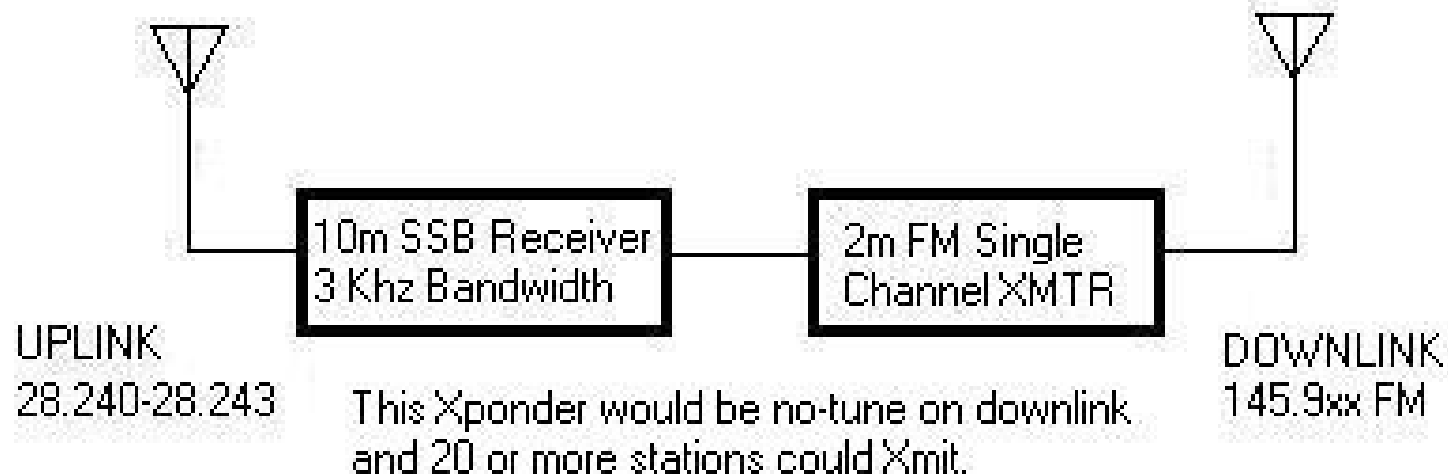 10m SSB Receiver
3 Khz Bandwidth
2m FM Single
Channel XMTR
UPLINK
28.240-28.243
DOWNLINK
145.9xx FM
This Xponder would be no-tune on downlink
and 20 or more stations could Xmit.